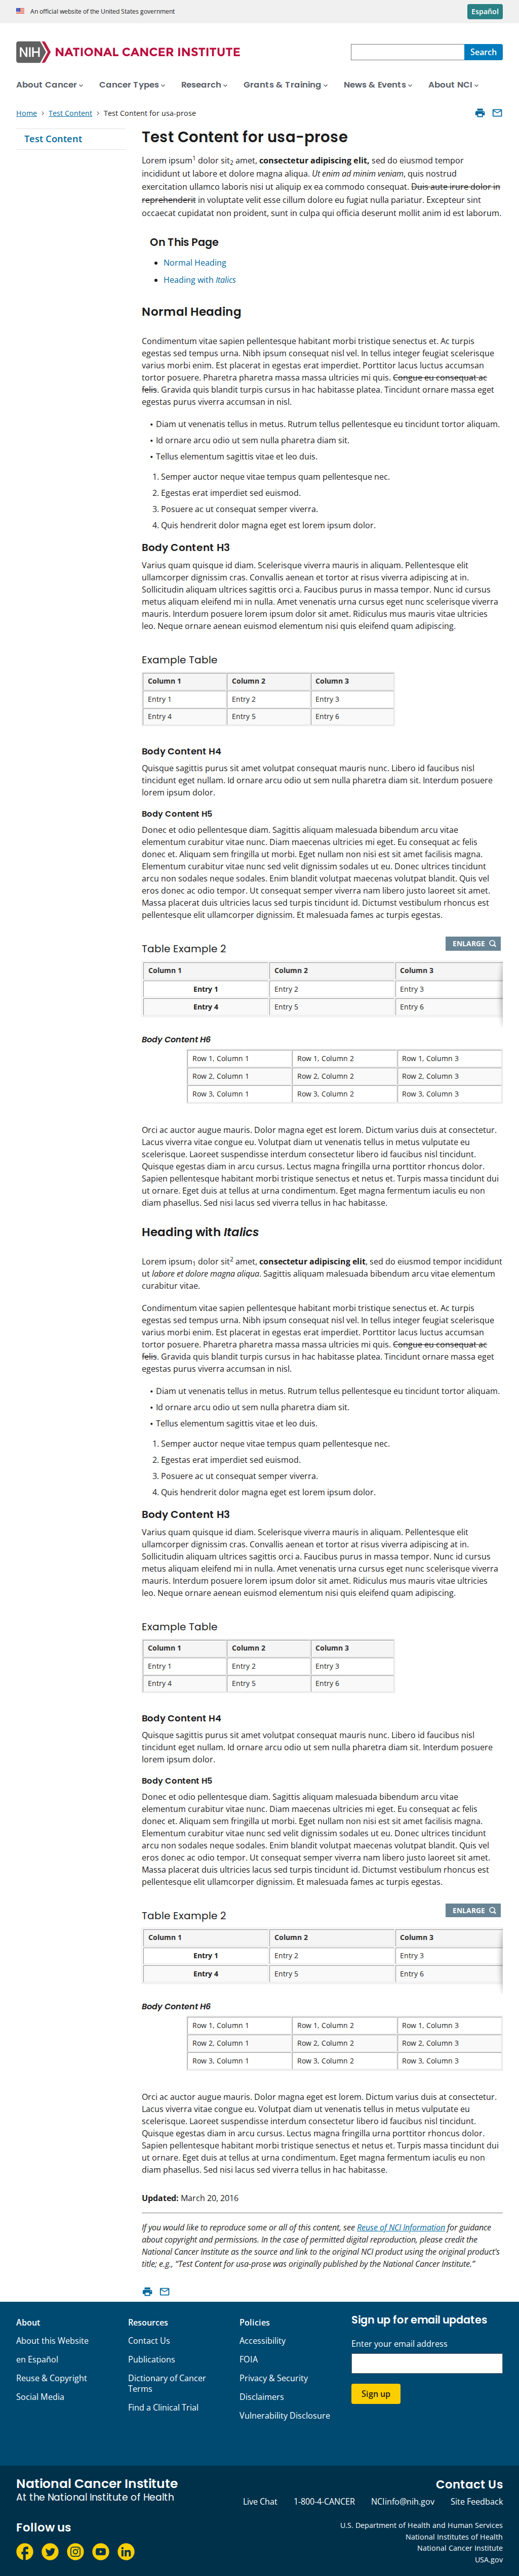 An official website of the United States government
Español
NIH NATIONAL CANCER INSTITUTE
Search
About Cancer
Cancer Types
Research
Grants & Training
News & Events
About NCI
Home › Test Content › Test Content for usa-prose
Test Content
Test Content for usa-prose
Lorem ipsum1 dolor sit2 amet, consectetur adipiscing elit, sed do eiusmod tempor
incididunt ut labore et dolore magna aliqua. Ut enim ad minim veniam, quis nostrud
exercitation ullamco laboris nisi ut aliquip ex ea commodo consequat. Duis aute irure dolor in
reprehenderit in voluptate velit esse cillum dolore eu fugiat nulla pariatur. Excepteur sint
occaecat cupidatat non proident, sunt in culpa qui officia deserunt mollit anim id est laborum.
On This Page
• Normal Heading
• Heading with Italics
Normal Heading
Condimentum vitae sapien pellentesque habitant morbi tristique senectus et. Ac turpis
egestas sed tempus urna. Nibh ipsum consequat nisl vel. In tellus integer feugiat scelerisque
varius morbi enim. Est placerat in egestas erat imperdiet. Porttitor lacus luctus accumsan
tortor posuere. Pharetra pharetra massa massa ultricies mi quis. Congue eu consequat ac
felis. Gravida quis blandit turpis cursus in hac habitasse platea. Tincidunt ornare massa eget
egestas purus viverra accumsan in nisl.
• Diam ut venenatis tellus in metus. Rutrum tellus pellentesque eu tincidunt tortor aliquam.
• Id ornare arcu odio ut sem nulla pharetra diam sit.
• Tellus elementum sagittis vitae et leo duis.
1. Semper auctor neque vitae tempus quam pellentesque nec.
2. Egestas erat imperdiet sed euismod.
3. Posuere ac ut consequat semper viverra.
4. Quis hendrerit dolor magna eget est lorem ipsum dolor.
Body Content H3
Varius quam quisque id diam. Scelerisque viverra mauris in aliquam. Pellentesque elit
ullamcorper dignissim cras. Convallis aenean et tortor at risus viverra adipiscing at in.
Sollicitudin aliquam ultrices sagittis orci a. Faucibus purus in massa tempor. Nunc id cursus
metus aliquam eleifend mi in nulla. Amet venenatis urna cursus eget nunc scelerisque viverra
mauris. Interdum posuere lorem ipsum dolor sit amet. Ridiculus mus mauris vitae ultricies
leo. Neque ornare aenean euismod elementum nisi quis eleifend quam adipiscing.
Example Table
Column 1 Column 2 Column 3
Entry 1 Entry 2 Entry 3
Entry 4 Entry 5 Entry 6
Body Content H4
Quisque sagittis purus sit amet volutpat consequat mauris nunc. Libero id faucibus nisl
tincidunt eget nullam. Id ornare arcu odio ut sem nulla pharetra diam sit. Interdum posuere
lorem ipsum dolor.
Body Content H5
Donec et odio pellentesque diam. Sagittis aliquam malesuada bibendum arcu vitae
elementum curabitur vitae nunc. Diam maecenas ultricies mi eget. Eu consequat ac felis
donec et. Aliquam sem fringilla ut morbi. Eget nullam non nisi est sit amet facilisis magna.
Elementum curabitur vitae nunc sed velit dignissim sodales ut eu. Donec ultrices tincidunt
arcu non sodales neque sodales. Enim blandit volutpat maecenas volutpat blandit. Quis vel
eros donec ac odio tempor. Ut consequat semper viverra nam libero justo laoreet sit amet.
Massa placerat duis ultricies lacus sed turpis tincidunt id. Dictumst vestibulum rhoncus est
pellentesque elit ullamcorper dignissim. Et malesuada fames ac turpis egestas.
Table Example 2
ENLARGE
Column 1 Column 2 Column 3
Entry 1 Entry 2 Entry 3
Entry 4 Entry 5 Entry 6
Body Content H6
Row 1, Column 1 Row 1, Column 2 Row 1, Column 3
Row 2, Column 1 Row 2, Column 2 Row 2, Column 3
Row 3, Column 1 Row 3, Column 2 Row 3, Column 3
Orci ac auctor augue mauris. Dolor magna eget est lorem. Dictum varius duis at consectetur.
Lacus viverra vitae congue eu. Volutpat diam ut venenatis tellus in metus vulputate eu
scelerisque. Laoreet suspendisse interdum consectetur libero id faucibus nisl tincidunt.
Quisque egestas diam in arcu cursus. Lectus magna fringilla urna porttitor rhoncus dolor.
Sapien pellentesque habitant morbi tristique senectus et netus et. Turpis massa tincidunt dui
ut ornare. Eget duis at tellus at urna condimentum. Eget magna fermentum iaculis eu non
diam phasellus. Sed nisi lacus sed viverra tellus in hac habitasse.
Heading with Italics
Lorem ipsum1 dolor sit2 amet, consectetur adipiscing elit, sed do eiusmod tempor incididunt
ut labore et dolore magna aliqua. Sagittis aliquam malesuada bibendum arcu vitae elementum
curabitur vitae.
Condimentum vitae sapien pellentesque habitant morbi tristique senectus et. Ac turpis
egestas sed tempus urna. Nibh ipsum consequat nisl vel. In tellus integer feugiat scelerisque
varius morbi enim. Est placerat in egestas erat imperdiet. Porttitor lacus luctus accumsan
tortor posuere. Pharetra pharetra massa massa ultricies mi quis. Congue eu consequat ac
felis. Gravida quis blandit turpis cursus in hac habitasse platea. Tincidunt ornare massa eget
egestas purus viverra accumsan in nisl.
• Diam ut venenatis tellus in metus. Rutrum tellus pellentesque eu tincidunt tortor aliquam.
• Id ornare arcu odio ut sem nulla pharetra diam sit.
• Tellus elementum sagittis vitae et leo duis.
1. Semper auctor neque vitae tempus quam pellentesque nec.
2. Egestas erat imperdiet sed euismod.
3. Posuere ac ut consequat semper viverra.
4. Quis hendrerit dolor magna eget est lorem ipsum dolor.
Body Content H3
Varius quam quisque id diam. Scelerisque viverra mauris in aliquam. Pellentesque elit
ullamcorper dignissim cras. Convallis aenean et tortor at risus viverra adipiscing at in.
Sollicitudin aliquam ultrices sagittis orci a. Faucibus purus in massa tempor. Nunc id cursus
metus aliquam eleifend mi in nulla. Amet venenatis urna cursus eget nunc scelerisque viverra
mauris. Interdum posuere lorem ipsum dolor sit amet. Ridiculus mus mauris vitae ultricies
leo. Neque ornare aenean euismod elementum nisi quis eleifend quam adipiscing.
Example Table
Column 1 Column 2 Column 3
Entry 1 Entry 2 Entry 3
Entry 4 Entry 5 Entry 6
Body Content H4
Quisque sagittis purus sit amet volutpat consequat mauris nunc. Libero id faucibus nisl
tincidunt eget nullam. Id ornare arcu odio ut sem nulla pharetra diam sit. Interdum posuere
lorem ipsum dolor.
Body Content H5
Donec et odio pellentesque diam. Sagittis aliquam malesuada bibendum arcu vitae
elementum curabitur vitae nunc. Diam maecenas ultricies mi eget. Eu consequat ac felis
donec et. Aliquam sem fringilla ut morbi. Eget nullam non nisi est sit amet facilisis magna.
Elementum curabitur vitae nunc sed velit dignissim sodales ut eu. Donec ultrices tincidunt
arcu non sodales neque sodales. Enim blandit volutpat maecenas volutpat blandit. Quis vel
eros donec ac odio tempor. Ut consequat semper viverra nam libero justo laoreet sit amet.
Massa placerat duis ultricies lacus sed turpis tincidunt id. Dictumst vestibulum rhoncus est
pellentesque elit ullamcorper dignissim. Et malesuada fames ac turpis egestas.
Table Example 2
ENLARGE
Column 1 Column 2 Column 3
Entry 1 Entry 2 Entry 3
Entry 4 Entry 5 Entry 6
Body Content H6
Row 1, Column 1 Row 1, Column 2 Row 1, Column 3
Row 2, Column 1 Row 2, Column 2 Row 2, Column 3
Row 3, Column 1 Row 3, Column 2 Row 3, Column 3
Orci ac auctor augue mauris. Dolor magna eget est lorem. Dictum varius duis at consectetur.
Lacus viverra vitae congue eu. Volutpat diam ut venenatis tellus in metus vulputate eu
scelerisque. Laoreet suspendisse interdum consectetur libero id faucibus nisl tincidunt.
Quisque egestas diam in arcu cursus. Lectus magna fringilla urna porttitor rhoncus dolor.
Sapien pellentesque habitant morbi tristique senectus et netus et. Turpis massa tincidunt dui
ut ornare. Eget duis at tellus at urna condimentum. Eget magna fermentum iaculis eu non
diam phasellus. Sed nisi lacus sed viverra tellus in hac habitasse.
Updated: March 20, 2016
If you would like to reproduce some or all of this content, see Reuse of NCI Information for guidance
about copyright and permissions. In the case of permitted digital reproduction, please credit the
National Cancer Institute as the source and link to the original NCI product using the original product's
title; e.g., “Test Content for usa-prose was originally published by the National Cancer Institute.”
About
About this Website
en Español
Reuse & Copyright
Social Media
Resources
Contact Us
Publications
Dictionary of Cancer
Terms
Find a Clinical Trial
Policies
Accessibility
FOIA
Privacy & Security
Disclaimers
Vulnerability Disclosure
Sign up for email updates
Enter your email address
Sign up
National Cancer Institute
At the National Institutes of Health
Contact Us
Live Chat
1-800-4-CANCER
NCIinfo@nih.gov
Site Feedback
Follow us
U.S. Department of Health and Human Services
National Institutes of Health
National Cancer Institute
USA.gov